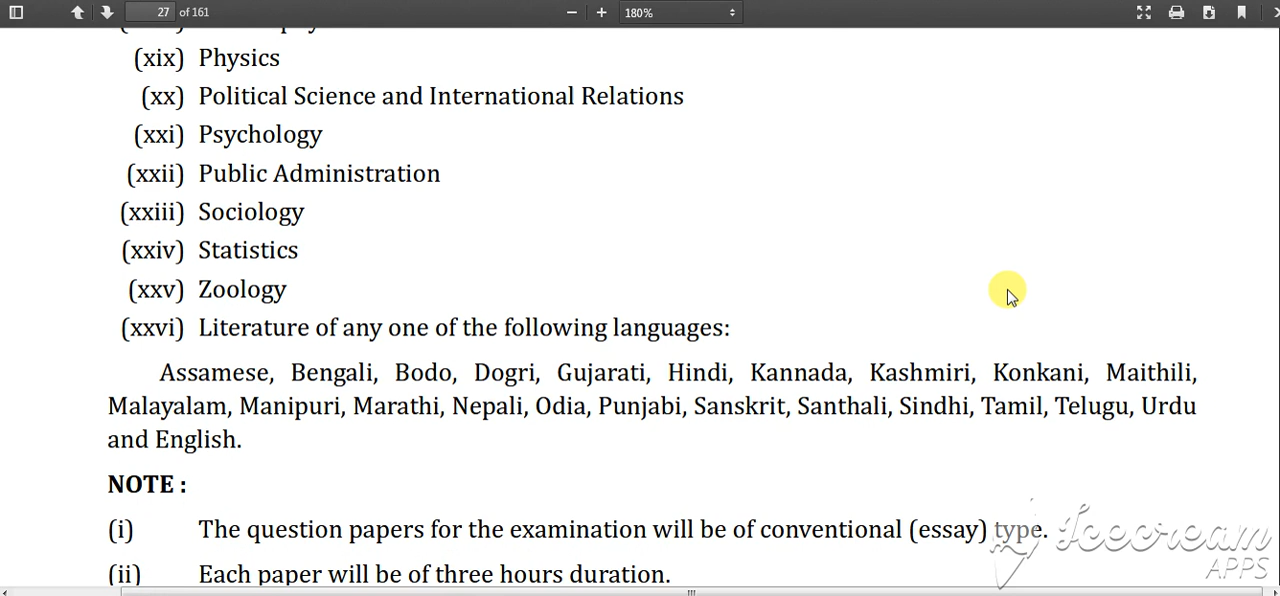 27 of 161
180%
(xix) Physics
(xx) Political Science and International Relations
(xxi) Psychology
(xxii) Public Administration
(xxiii) Sociology
(xxiv) Statistics
(xxv) Zoology
(xxvi) Literature of any one of the following languages:
Assamese, Bengali, Bodo, Dogri, Gujarati, Hindi, Kannada, Kashmiri, Konkani, Maithili,
Malayalam, Manipuri, Marathi, Nepali, Odia, Punjabi, Sanskrit, Santhali, Sindhi, Tamil, Telugu, Urdu
and English.
NOTE :
(i) The question papers for the examination will be of conventional (essay) type.
(ii) Each paper will be of three hours duration.
Icecream
APPS